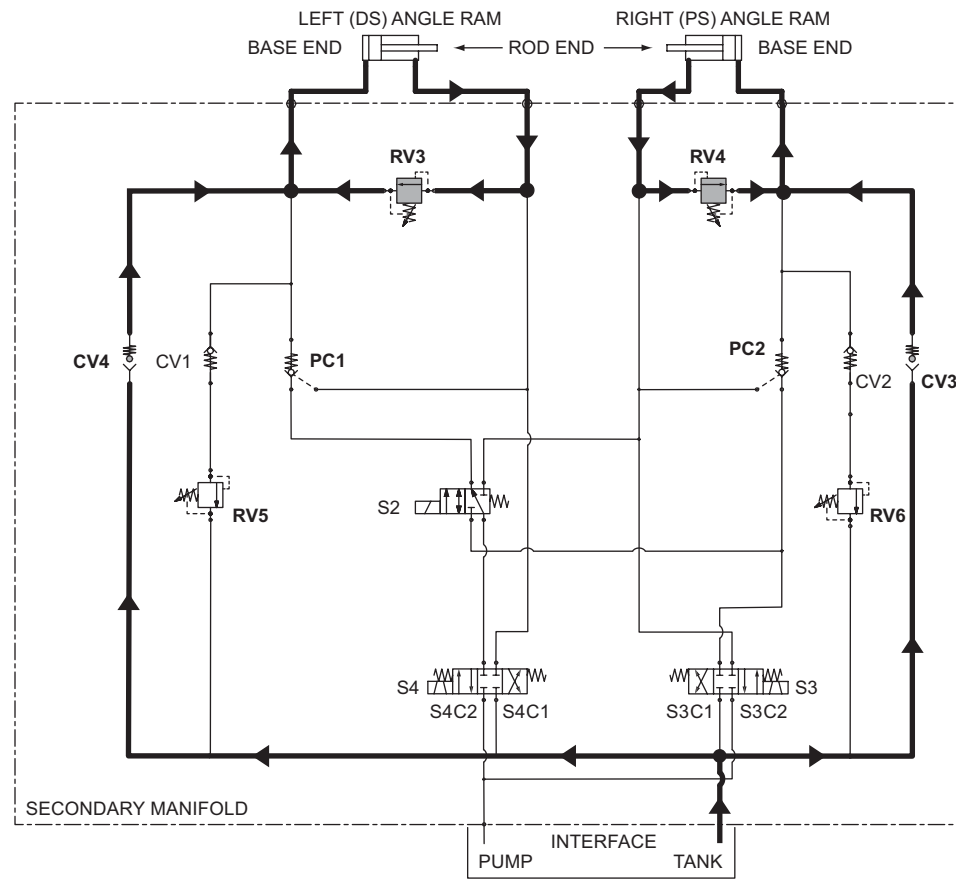 LEFT (DS) ANGLE RAM
RIGHT (PS) ANGLE RAM
BASE END
ROD END
BASE END
RV3
RV4
CV4
CV1
PC1
PC2
CV2
CV3
S2
RV5
RV6
S4
S4C2
S4C1
S3C1
S3C2
S3
SECONDARY MANIFOLD
INTERFACE
PUMP
TANK